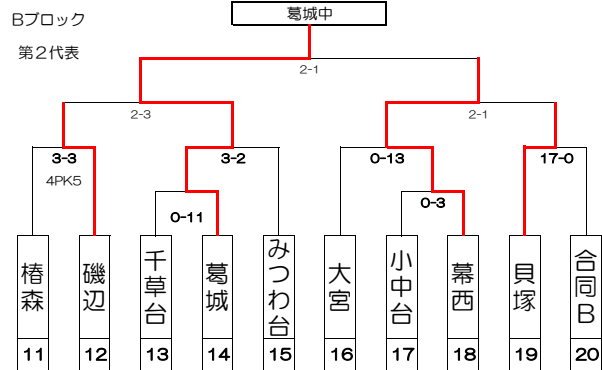 Bブロック
葛城中
第2代表
2-1
2-3
2-1
3-3
3-2
0-13
17-0
4PK5
0-11
0-3
椿森
磯辺
千草台
葛城
みつわ台
大宮
小中台
幕西
貝塚
合同B
11
12
13
14
15
16
17
18
19
20